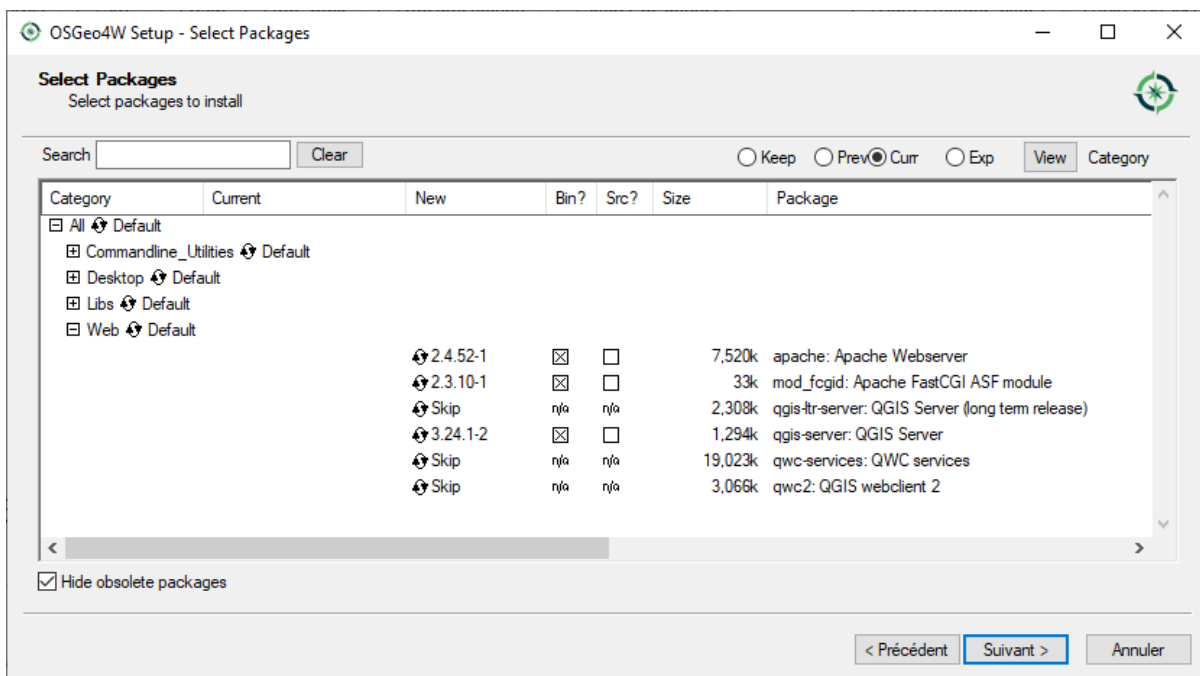 OSGeo4W Setup - Select Packages
Select Packages
Select packages to install
Search Clear Keep Prev Curr Exp View Category
Category Current New Bin? Src? Size Package
All Default
Commandline_Utilities Default
Desktop Default
Libs Default
Web Default
2.4.52-1 7,520k apache: Apache Webserver
2.3.10-1 33k mod_fcgid: Apache FastCGI ASF module
Skip n/a n/a 2,308k qgis-ltr-server: QGIS Server (long term release)
3.24.1-2 1,294k qgis-server: QGIS Server
Skip n/a n/a 19,023k qwc-services: QWC services
Skip n/a n/a 3,066k qwc2: QGIS webclient 2
Hide obsolete packages
< Précédent Suivant > Annuler